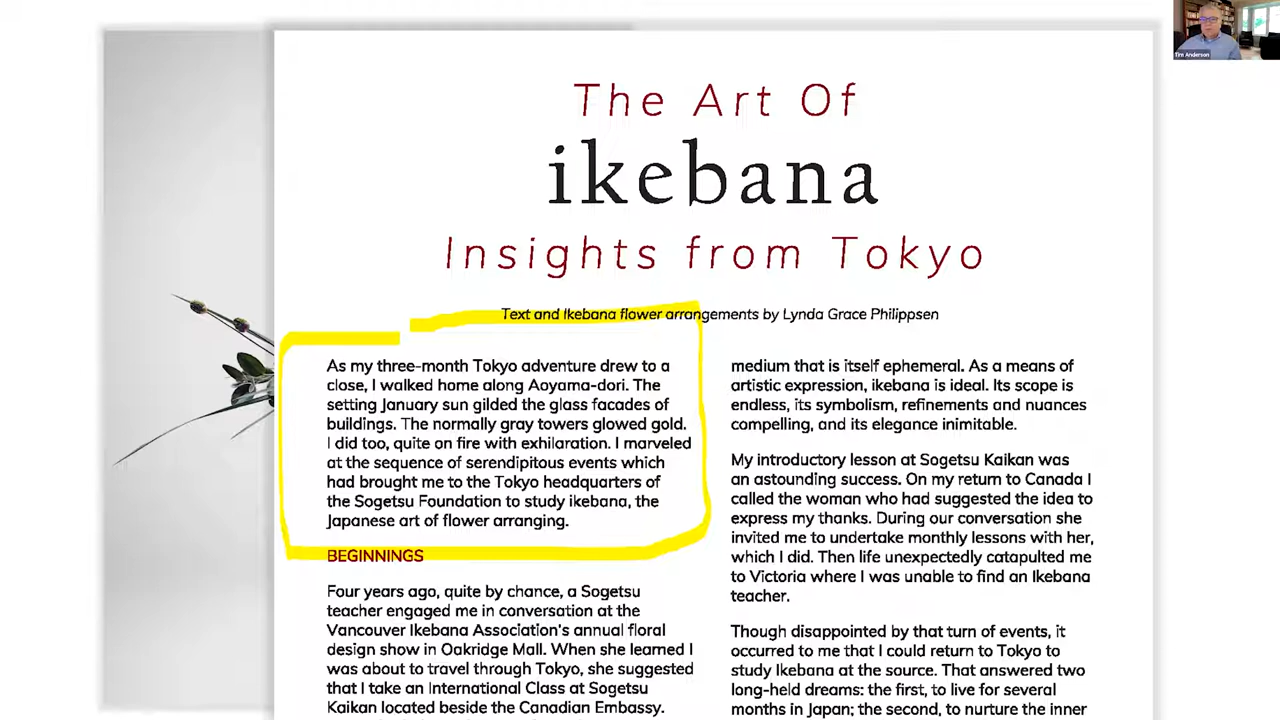 Tim Anderson
The Art Of
ikebana
Insights from Tokyo
Text and Ikebana flower arrangements by Lynda Grace Philippsen
As my three-month Tokyo adventure drew to a
close, I walked home along Aoyama-dori. The
setting January sun gilded the glass facades of
buildings. The normally gray towers glowed gold.
I did too, quite on fire with exhilaration. I marveled
at the sequence of serendipitous events which
had brought me to the Tokyo headquarters of
the Sogetsu Foundation to study ikebana, the
Japanese art of flower arranging.
BEGINNINGS
Four years ago, quite by chance, a Sogetsu
teacher engaged me in conversation at the
Vancouver Ikebana Association's annual floral
design show in Oakridge Mall. When she learned I
was about to travel through Tokyo, she suggested
that I take an International Class at Sogetsu
Kaikan located beside the Canadian Embassy.
medium that is itself ephemeral. As a means of
artistic expression, ikebana is ideal. Its scope is
endless, its symbolism, refinements and nuances
compelling, and its elegance inimitable.
My introductory lesson at Sogetsu Kaikan was
an astounding success. On my return to Canada I
called the woman who had suggested the idea to
express my thanks. During our conversation she
invited me to undertake monthly lessons with her,
which I did. Then life unexpectedly catapulted me
to Victoria where I was unable to find an Ikebana
teacher.
Though disappointed by that turn of events, it
occurred to me that I could return to Tokyo to
study Ikebana at the source. That answered two
long-held dreams: the first, to live for several
months in Japan; the second, to nurture the inner